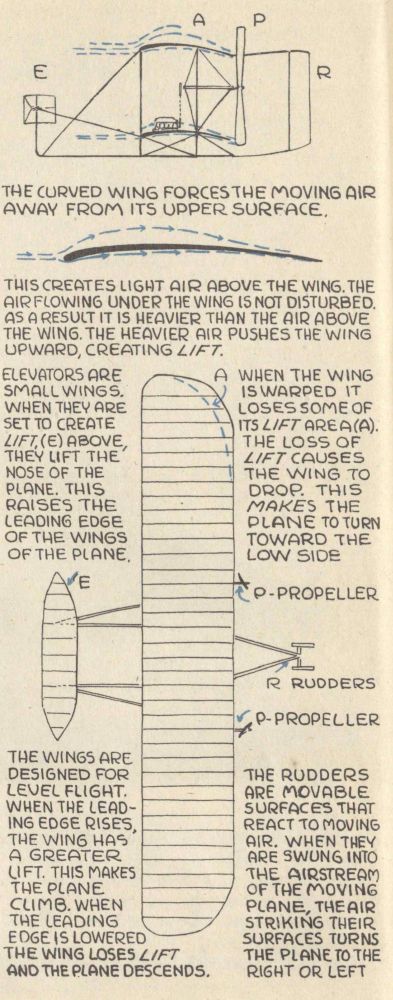 A P
E R
THE CURVED WING FORCES THE MOVING AIR
AWAY FROM ITS UPPER SURFACE.
THIS CREATES LIGHT AIR ABOVE THE WING. THE
AIR FLOWING UNDER THE WING IS NOT DISTURBED.
AS A RESULT IT IS HEAVIER THAN THE AIR ABOVE
THE WING. THE HEAVIER AIR PUSHES THE WING
UPWARD, CREATING LIFT.
ELEVATORS ARE
SMALL WINGS.
WHEN THEY ARE
SET TO CREATE
LIFT, (E) ABOVE,
THEY LIFT THE
NOSE OF THE
PLANE. THIS
RAISES THE
LEADING EDGE
OF THE WINGS
OF THE PLANE.
A
WHEN THE WING
IS WARPED IT
LOSES SOME OF
ITS LIFT AREA(A).
THE LOSS OF
LIFT CAUSES
THE WING TO
DROP. THIS
MAKES THE
PLANE TO TURN
TOWARD THE
LOW SIDE
E
P-PROPELLER
R RUDDERS
P-PROPELLER
THE WINGS ARE
DESIGNED FOR
LEVEL FLIGHT.
WHEN THE LEAD-
ING EDGE RISES,
THE WING HAS
A GREATER
LIFT. THIS MAKES
THE PLANE
CLIMB. WHEN
THE LEADING
EDGE IS LOWERED
THE WING LOSES LIFT
AND THE PLANE DESCENDS.
THE RUDDERS
ARE MOVABLE
SURFACES THAT
REACT TO MOVING
AIR. WHEN THEY
ARE SWUNG INTO
THE AIRSTREAM
OF THE MOVING
PLANE, THE AIR
STRIKING THEIR
SURFACES TURNS
THE PLANE TO THE
RIGHT OR LEFT